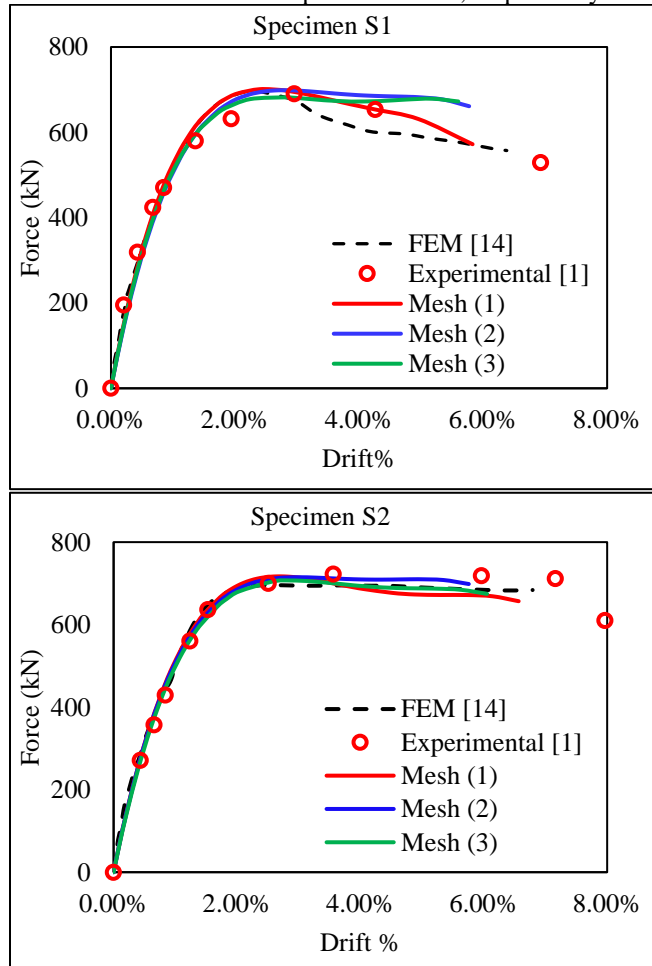 Specimen S1
800
600
400
200
0
Force (kN)
FEM [14]
Experimental [1]
Mesh (1)
Mesh (2)
Mesh (3)
0.00% 2.00% 4.00% 6.00% 8.00%
Drift%
Specimen S2
800
600
400
200
0
Force (kN)
FEM [14]
Experimental [1]
Mesh (1)
Mesh (2)
Mesh (3)
0.00% 2.00% 4.00% 6.00% 8.00%
Drift %